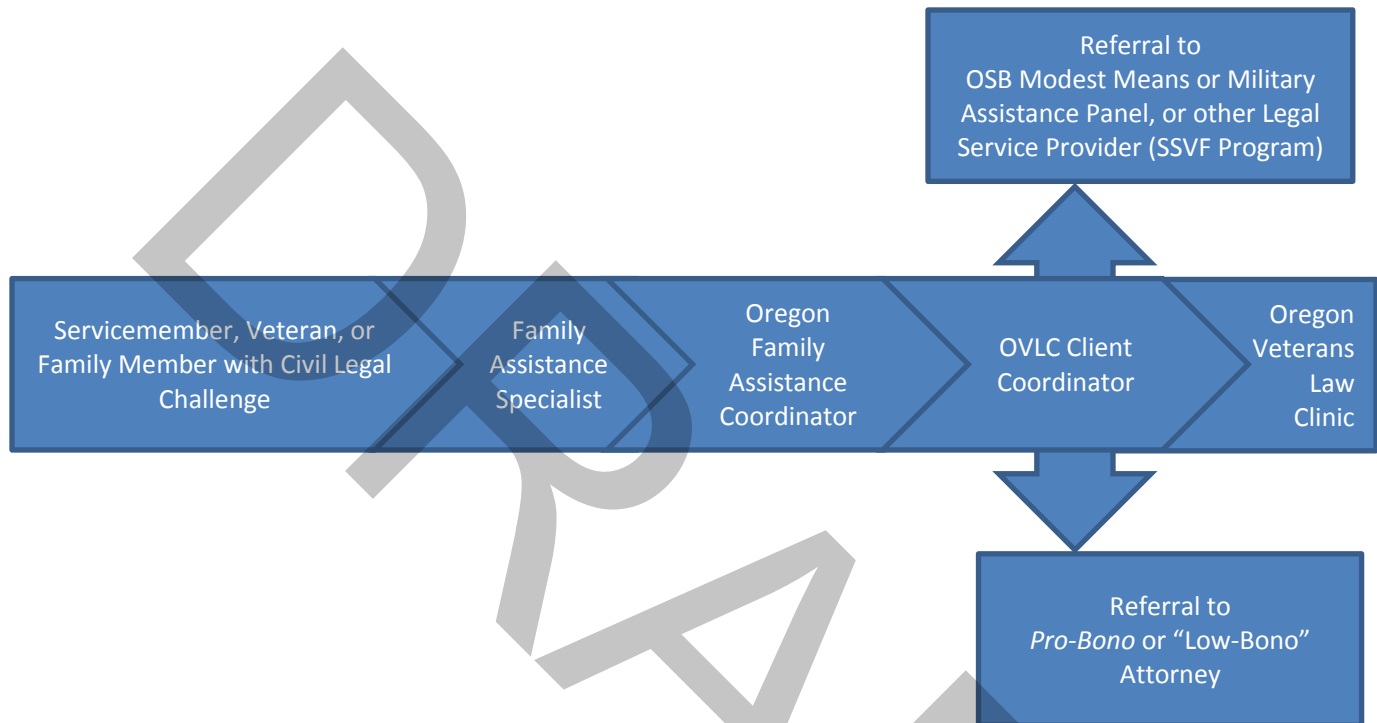 Referral to
OSB Modest Means or Military
Assistance Panel, or other Legal
Service Provider (SSVF Program)
Servicemember, Veteran, or
Family Member with Civil Legal
Challenge
Family
Assistance
Specialist
Oregon
Family
Assistance
Coordinator
OVLC Client
Coordinator
Oregon
Veterans
Law
Clinic
Referral to
Pro-Bono or “Low-Bono”
Attorney
DRA